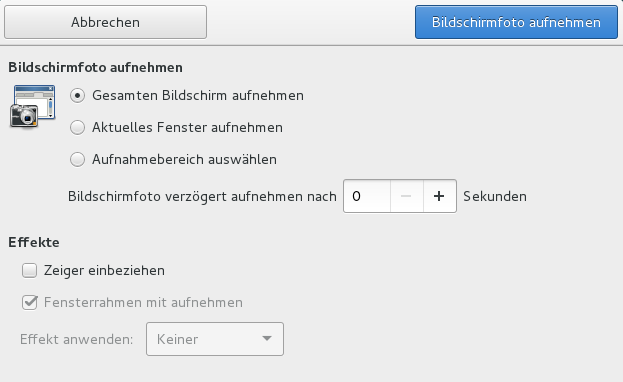 Abbrechen
Bildschirmfoto aufnehmen
Bildschirmfoto aufnehmen
Gesamten Bildschirm aufnehmen
Aktuelles Fenster aufnehmen
Aufnahmebereich auswählen
Bildschirmfoto verzögert aufnehmen nach 0 − + Sekunden
Effekte
Zeiger einbeziehen
Fensterrahmen mit aufnehmen
Effekt anwenden: Keiner